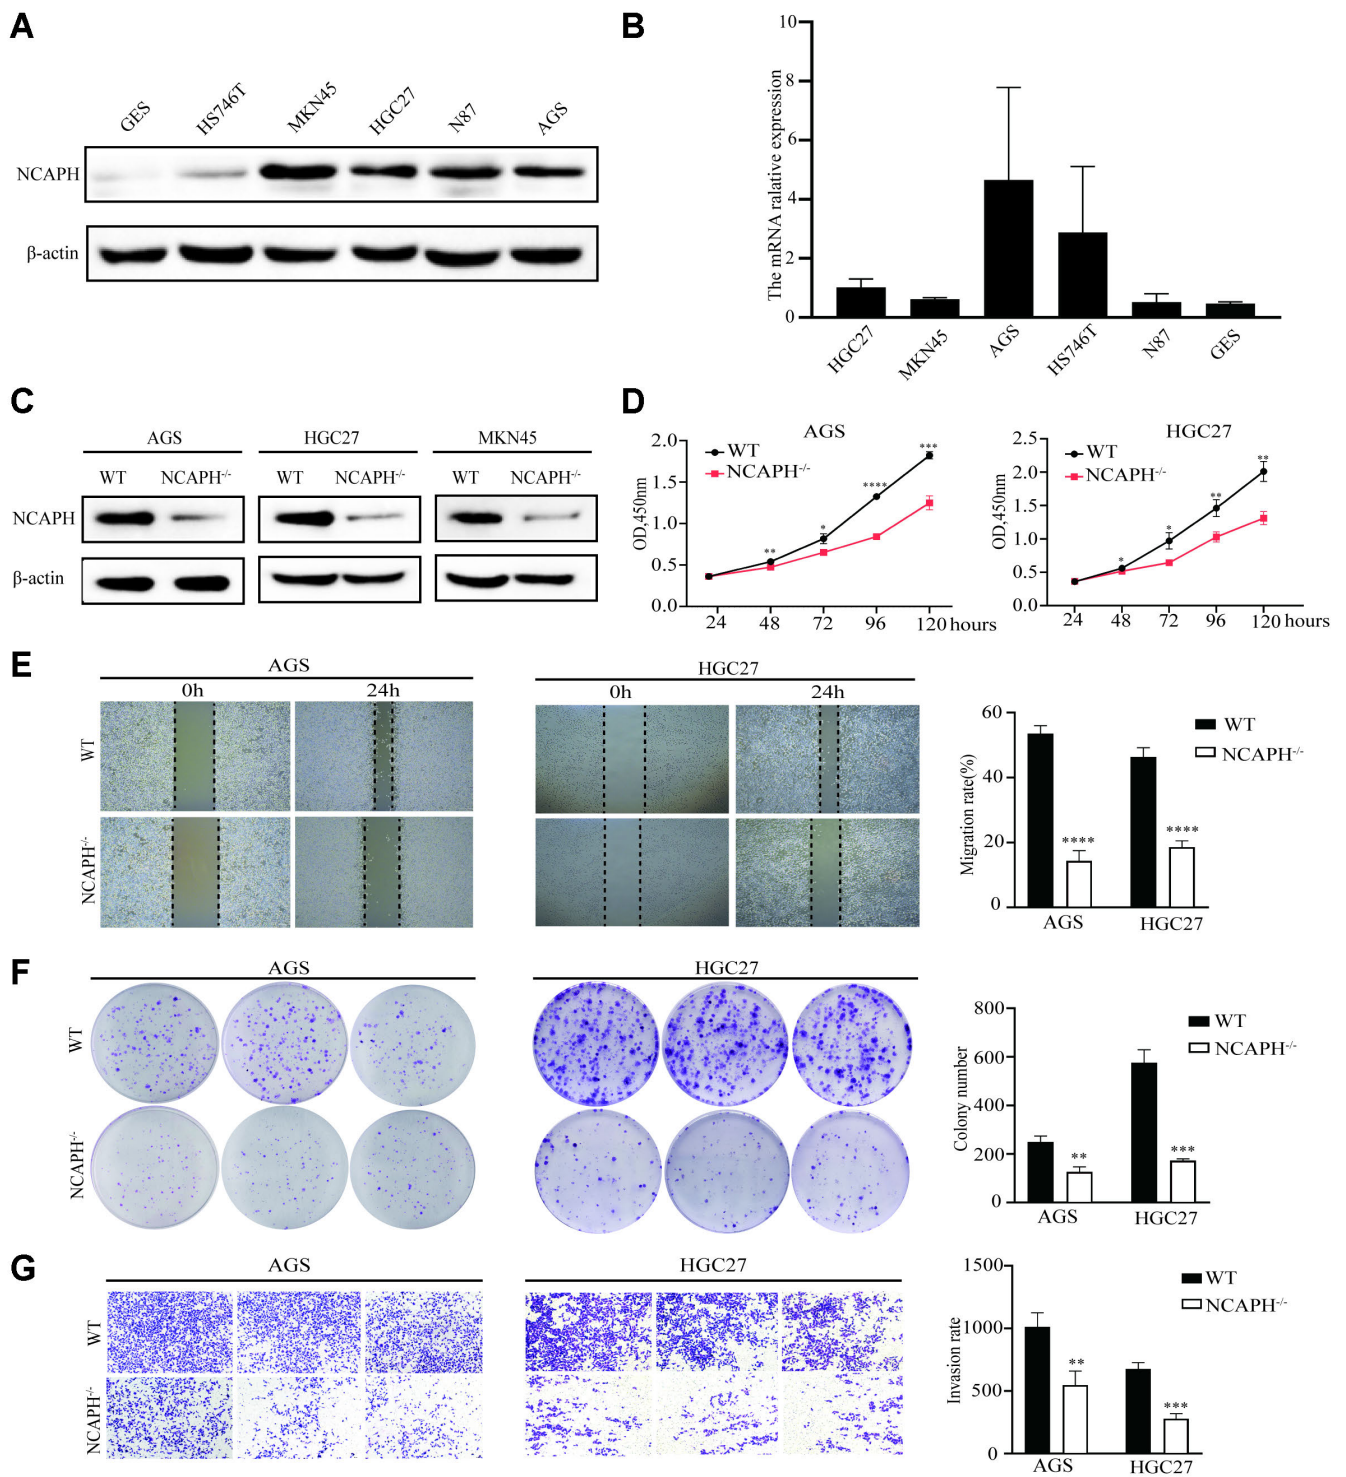 A
GES
HS746T
MKN45
HGC27
N87
AGS
NCAPH
β-actin
B
The mRNA ralative expression
10
8
6
4
2
0
HGC27
MKN45
AGS
HS746T
N87
GES
C
AGS
HGC27
MKN45
WT
NCAPH-/-
WT
NCAPH-/-
WT
NCAPH-/-
NCAPH
β-actin
D
AGS
WT
NCAPH-/-
OD,450nm
2.0
1.5
1.0
0.5
0.0
**
*
****
***
24
48
72
96
120 hours
HGC27
WT
NCAPH-/-
OD,450nm
2.5
2.0
1.5
1.0
0.5
0.0
*
*
**
**
24
48
72
96
120 hours
E
AGS
0h
24h
HGC27
0h
24h
WT
NCAPH-/-
Migration rate(%)
60
40
20
0
WT
NCAPH-/-
****
****
AGS
HGC27
F
AGS
HGC27
WT
NCAPH-/-
Colony number
800
600
400
200
0
WT
NCAPH-/-
**
***
AGS
HGC27
G
AGS
HGC27
WT
NCAPH-/-
Invasion rate
1500
1000
500
0
WT
NCAPH-/-
**
***
AGS
HGC27